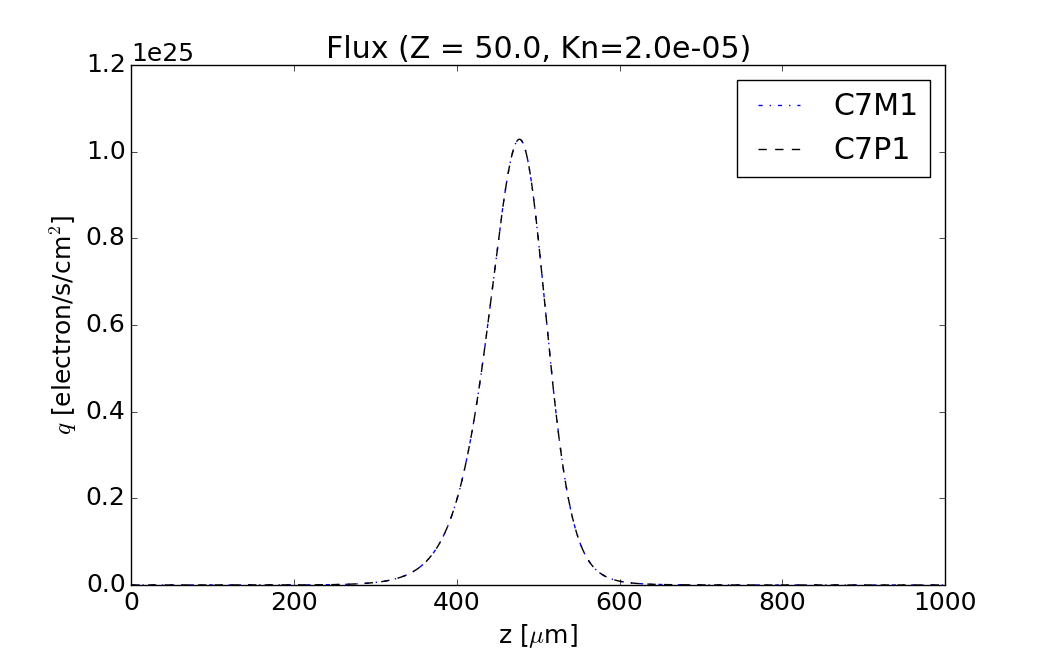 Flux (Z = 50.0, Kn=2.0e-05)
1e25
1.2
1.0
0.8
0.6
0.4
0.2
0.0
q [electron/s/cm²]
C7M1
C7P1
0 200 400 600 800 1000
z [μm]